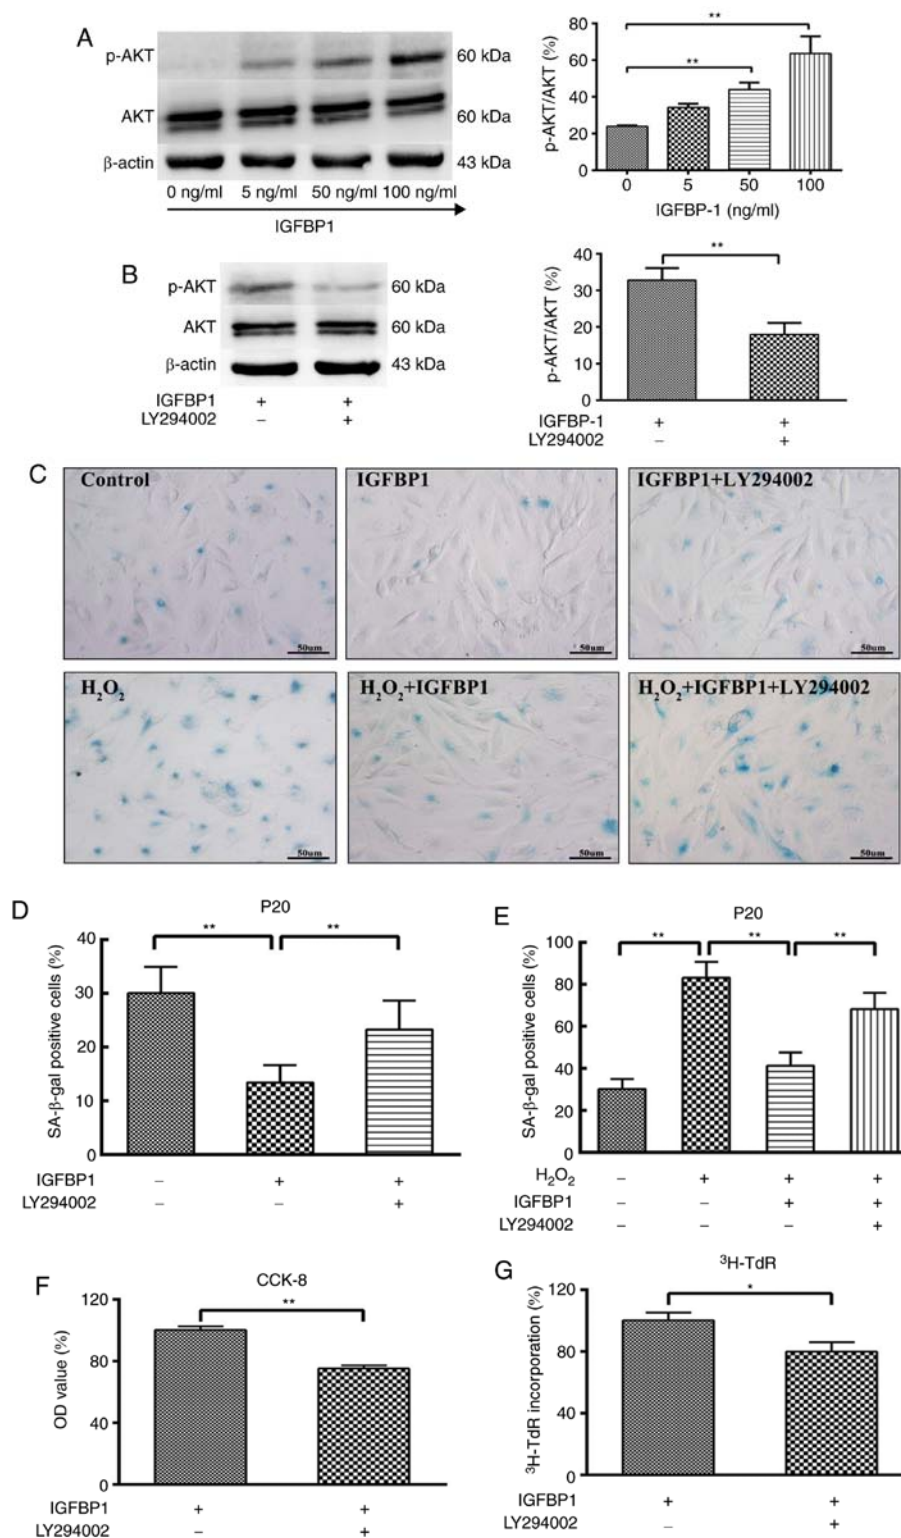 A
p-AKT 60 kDa
AKT 60 kDa
β-actin 43 kDa
0 ng/ml 5 ng/ml 50 ng/ml 100 ng/ml
IGFBP1
p-AKT/AKT (%)
80
60
40
20
0
** 
**
0 5 50 100
IGFBP-1 (ng/ml)
B
p-AKT 60 kDa
AKT 60 kDa
β-actin 43 kDa
IGFBP1 + +
LY294002 – +
p-AKT/AKT (%)
40
30
20
10
0
**
IGFBP-1 + +
LY294002 – +
C
Control
50um
IGFBP1
50um
IGFBP1+LY294002
50um
H₂O₂
50um
H₂O₂+IGFBP1
50um
H₂O₂+IGFBP1+LY294002
50um
D
P20
SA-β-gal positive cells (%)
40
30
20
10
0
** **
IGFBP1 – + +
LY294002 – – +
E
P20
SA-β-gal positive cells (%)
100
80
60
40
20
0
** ** **
H₂O₂ – + + +
IGFBP1 – – + +
LY294002 – – – +
F
CCK-8
OD value (%)
120
80
40
0
**
IGFBP1 + +
LY294002 – +
G
³H-TdR
³H-TdR incorporation (%)
120
80
40
0
*
IGFBP1 + +
LY294002 – +